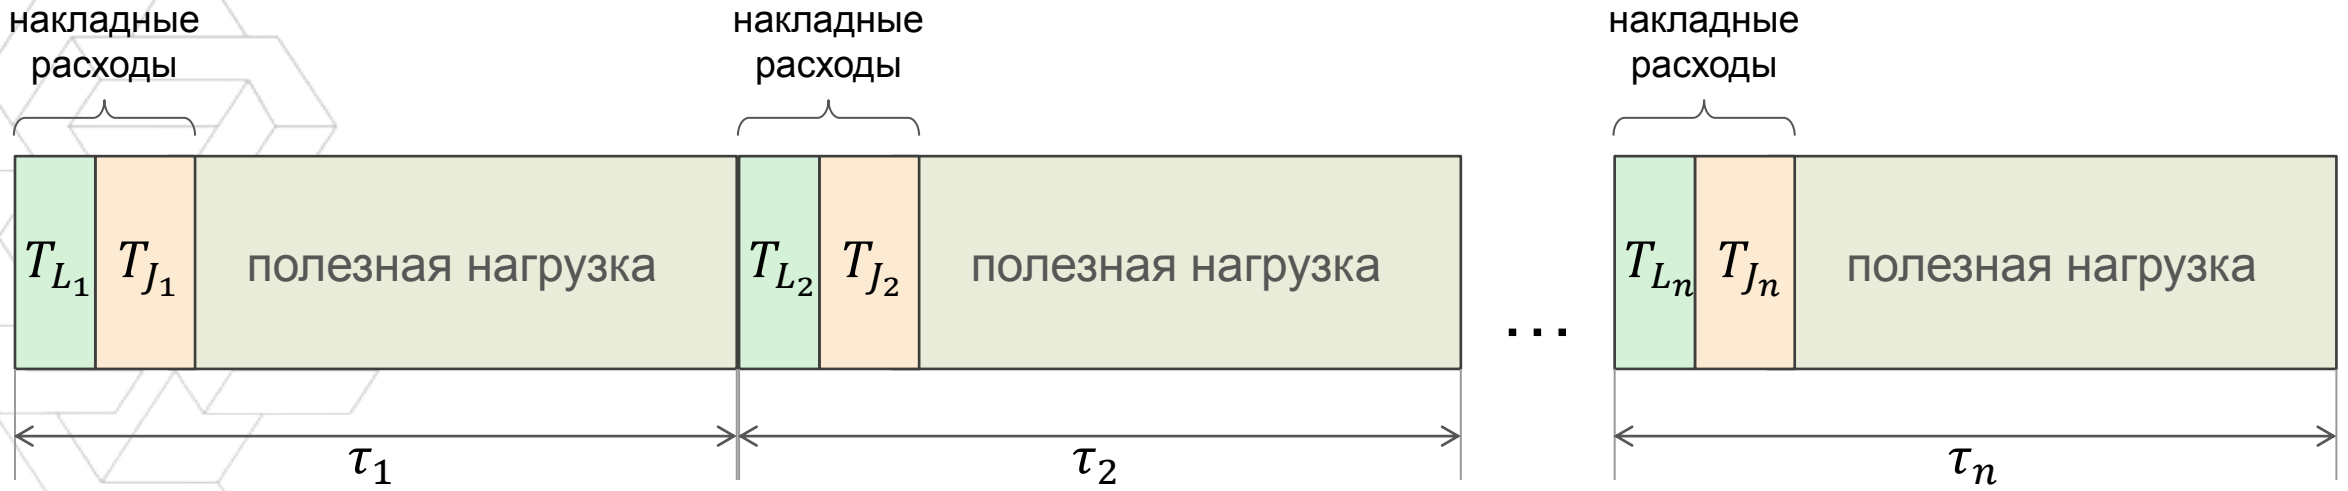 накладные
расходы
накладные
расходы
накладные
расходы
T_{L_1} T_{J_1} полезная нагрузка
T_{L_2} T_{J_2} полезная нагрузка
...
T_{L_n} T_{J_n} полезная нагрузка
τ_1
τ_2
τ_n